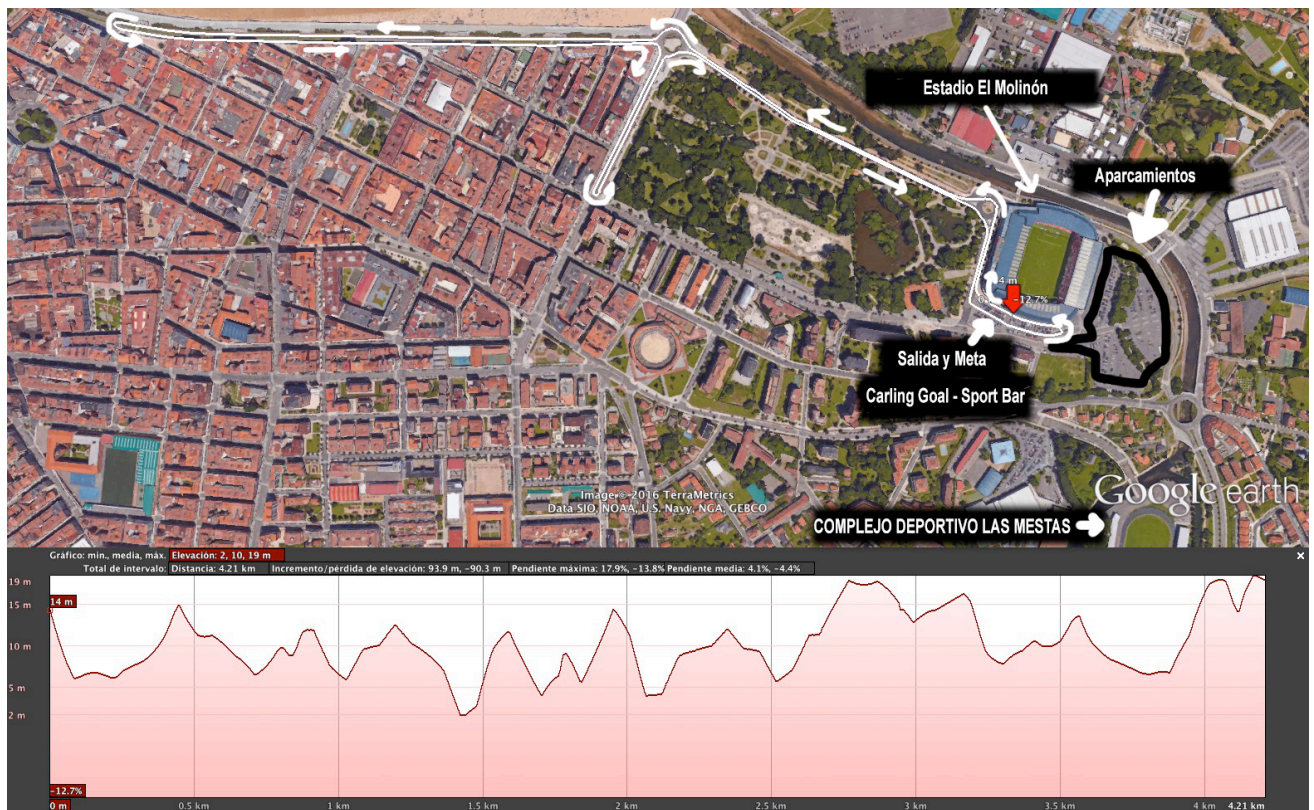 Estadio El Molinón
Aparcamientos
4 m
-12.7%
Salida y Meta
Carling Goal - Sport Bar
Image © 2016 TerraMetrics
Data SIO, NOAA, U.S. Navy, NGA, GEBCO
Google earth
COMPLEJO DEPORTIVO LAS MESTAS
Gráfico: min., media, máx. Elevación: 2, 10, 19 m
Total de intervalo: Distancia: 4.21 km Incremento/pérdida de elevación: 93.9 m, -90.3 m Pendiente máxima: 17.9%, -13.8% Pendiente media: 4.1%, -4.4%
19 m
15 m
14 m
10 m
5 m
2 m
-12.7%
0 m 0.5 km 1 km 1.5 km 2 km 2.5 km 3 km 3.5 km 4 km 4.21 km